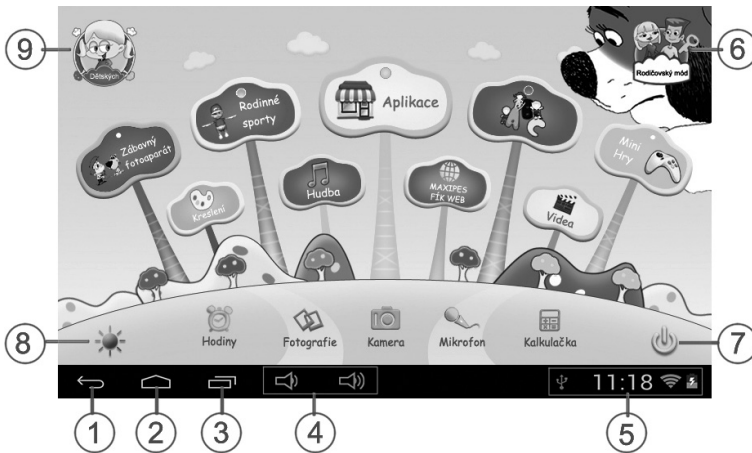 9
Dětských
6
Rodičovský mód
Rodinné
sporty
Aplikace
Zábavný
fotoaparát
Mini
Hry
Kreslení
Hudba
MAXIPES
FÍK WEB
Videa
8
Hodiny
Fotografie
Kamera
Mikrofon
Kalkulačka
7
11:18
1
2
3
4
5